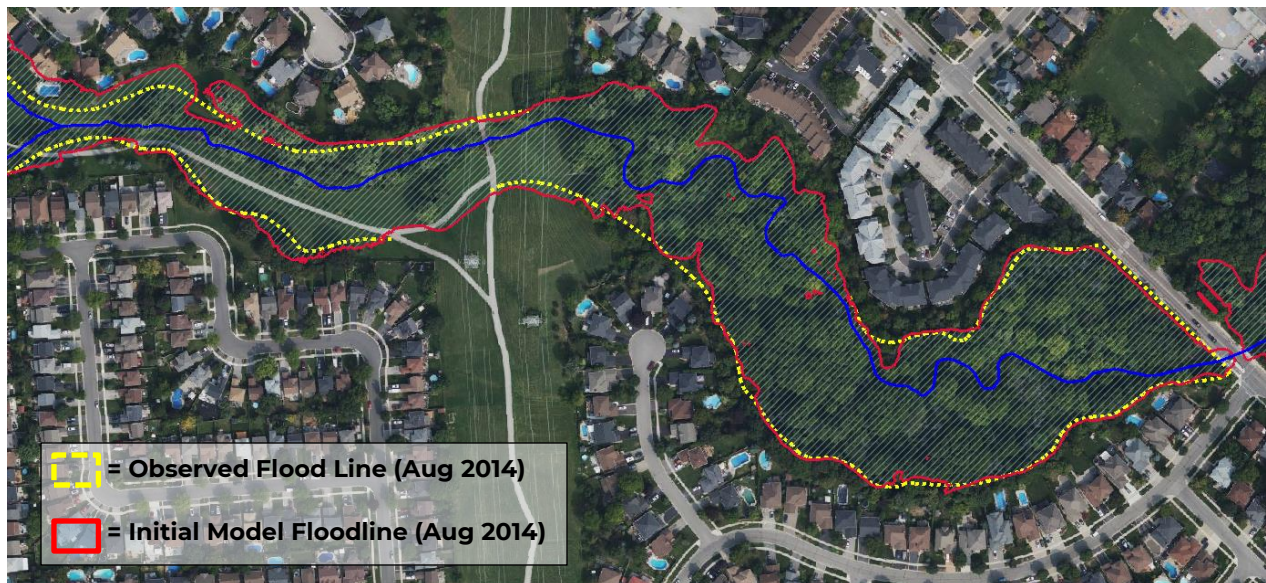 = Observed Flood Line (Aug 2014)
= Initial Model Floodline (Aug 2014)